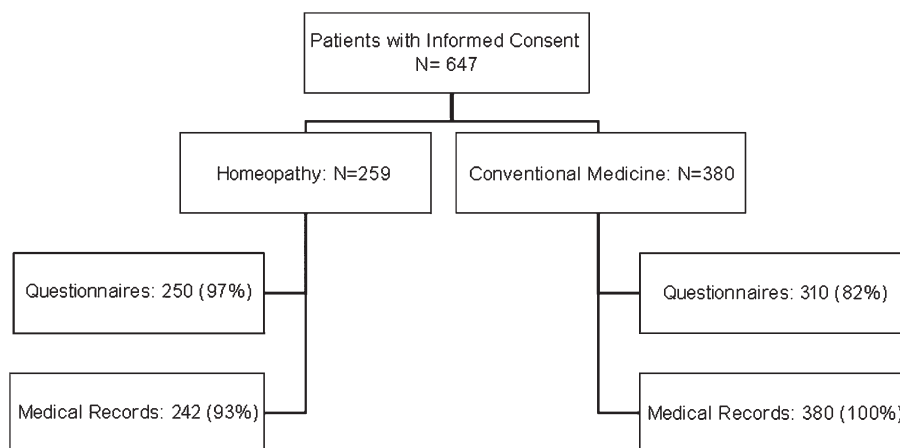 Patients with Informed Consent
N= 647
Homeopathy: N=259
Conventional Medicine: N=380
Questionnaires: 250 (97%)
Questionnaires: 310 (82%)
Medical Records: 242 (93%)
Medical Records: 380 (100%)